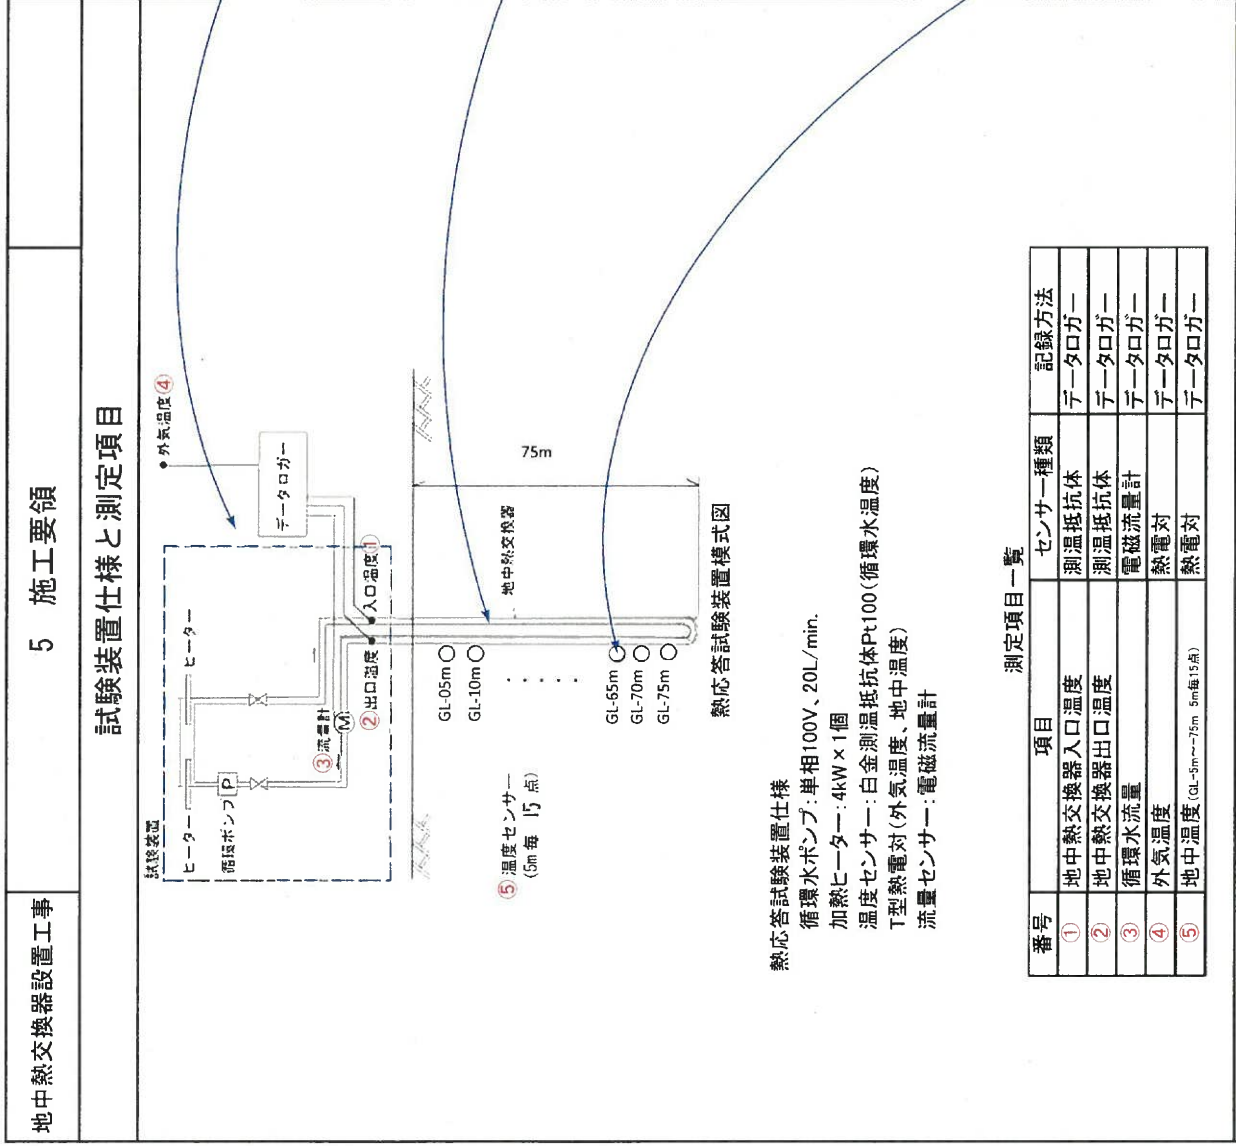 地中熱交換器設置工事
5 施工要領
試験装置仕様と測定項目
試験装置
外気温度④
データロガー
ヒーター
ヒーター
循環ポンプ
P
③流量計
M
②出口温度
入口温度①
GL-05m
GL-10m
・・・・・
GL-65m
GL-70m
GL-75m
地中熱交換器
75m
⑤温度センサー
(5m毎 15点)
熱応答試験装置模式図
熱応答試験装置仕様
循環水ポンプ:単相100V、20L/min.
加熱ヒーター:4kW×1個
温度センサー:白金測温抵抗体Pt100(循環水温度)
T型熱電対(外気温度、地中温度)
流量センサー:電磁流量計
測定項目一覧
番号 項目 センサー種類 記録方法
① 地中熱交換器入口温度 測温抵抗体 データロガー
② 地中熱交換器出口温度 測温抵抗体 データロガー
③ 循環水流量 電磁流量計 データロガー
④ 外気温度 熱電対 データロガー
⑤ 地中温度(GL-5m~-75m 5m毎15点) 熱電対 データロガー